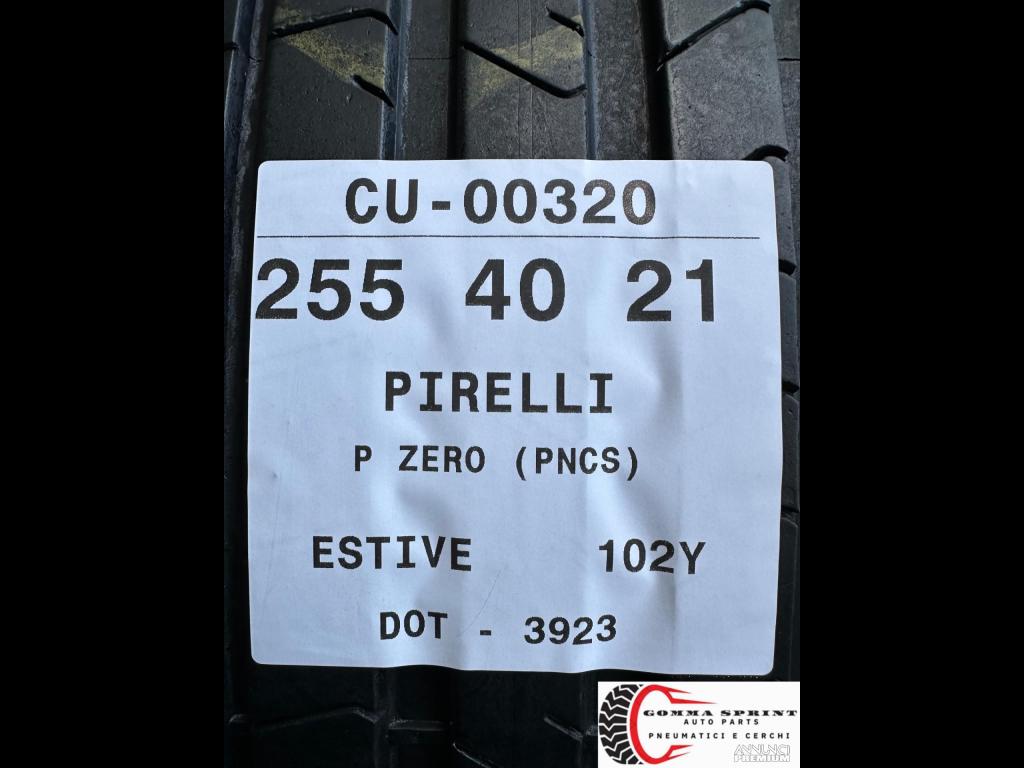 CU-00320
255 40 21
PIRELLI
P ZERO (PNCS)
ESTIVE 102Y
DOT - 3923
GOMMA SPRINT
AUTO PARTS
PNEUMATICI E CERCHI
ANNUNCI
PREMIUM